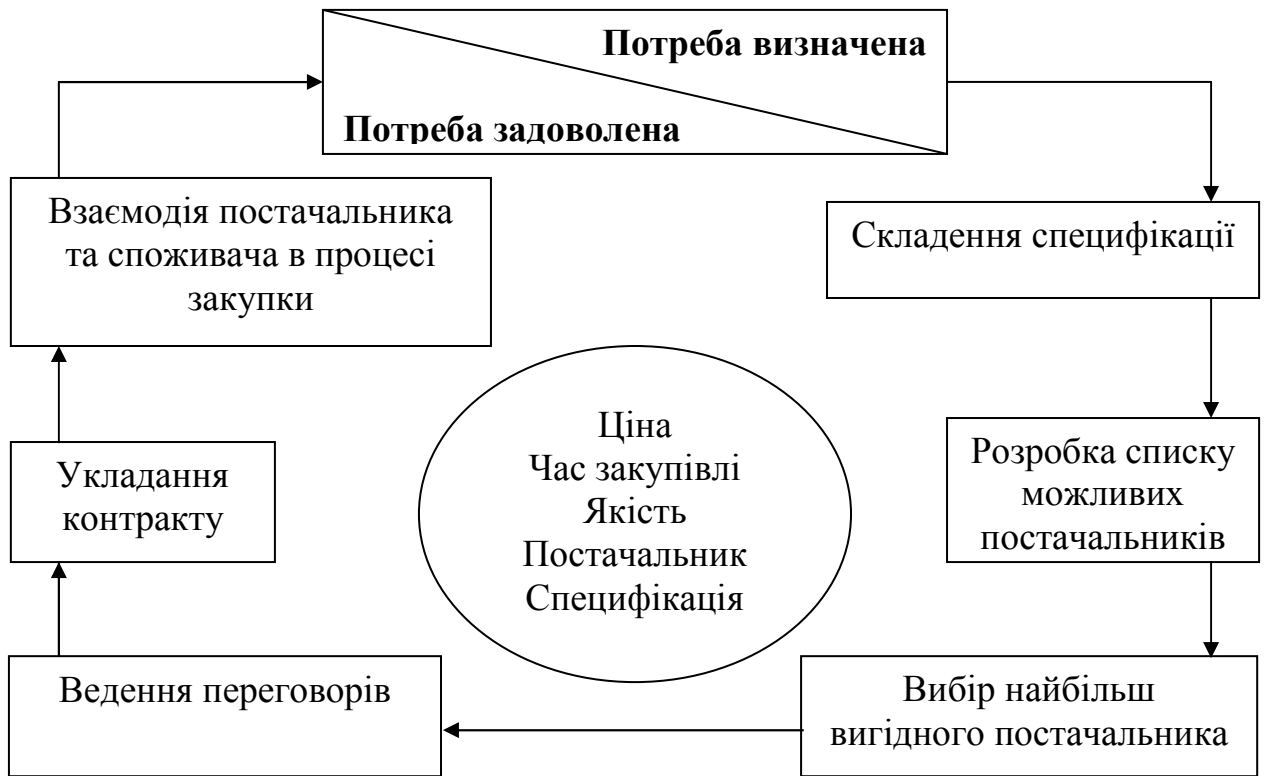 Потреба визначена
Потреба задоволена
Взаємодія постачальника
та споживача в процесі
закупки
Складення специфікації
Ціна
Час закупівлі
Якість
Постачальник
Специфікація
Укладання
контракту
Розробка списку
можливих
постачальників
Ведення переговорів
Вибір найбільш
вигідного постачальника